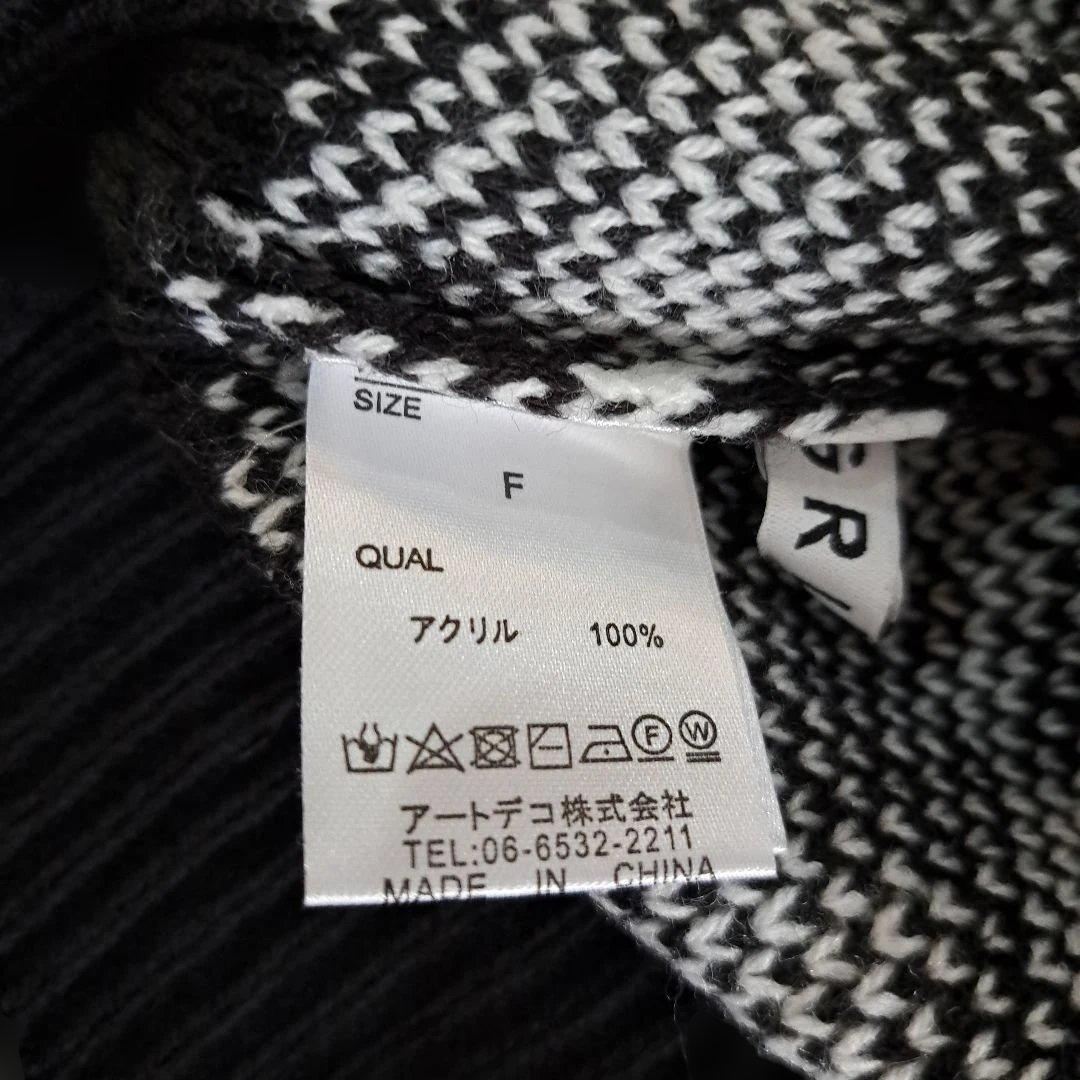 SIZE
F
QUAL
アクリル 100%
F
W
アートデコ株式会社
TEL:06-6532-2211
MADE IN CHINA
GR